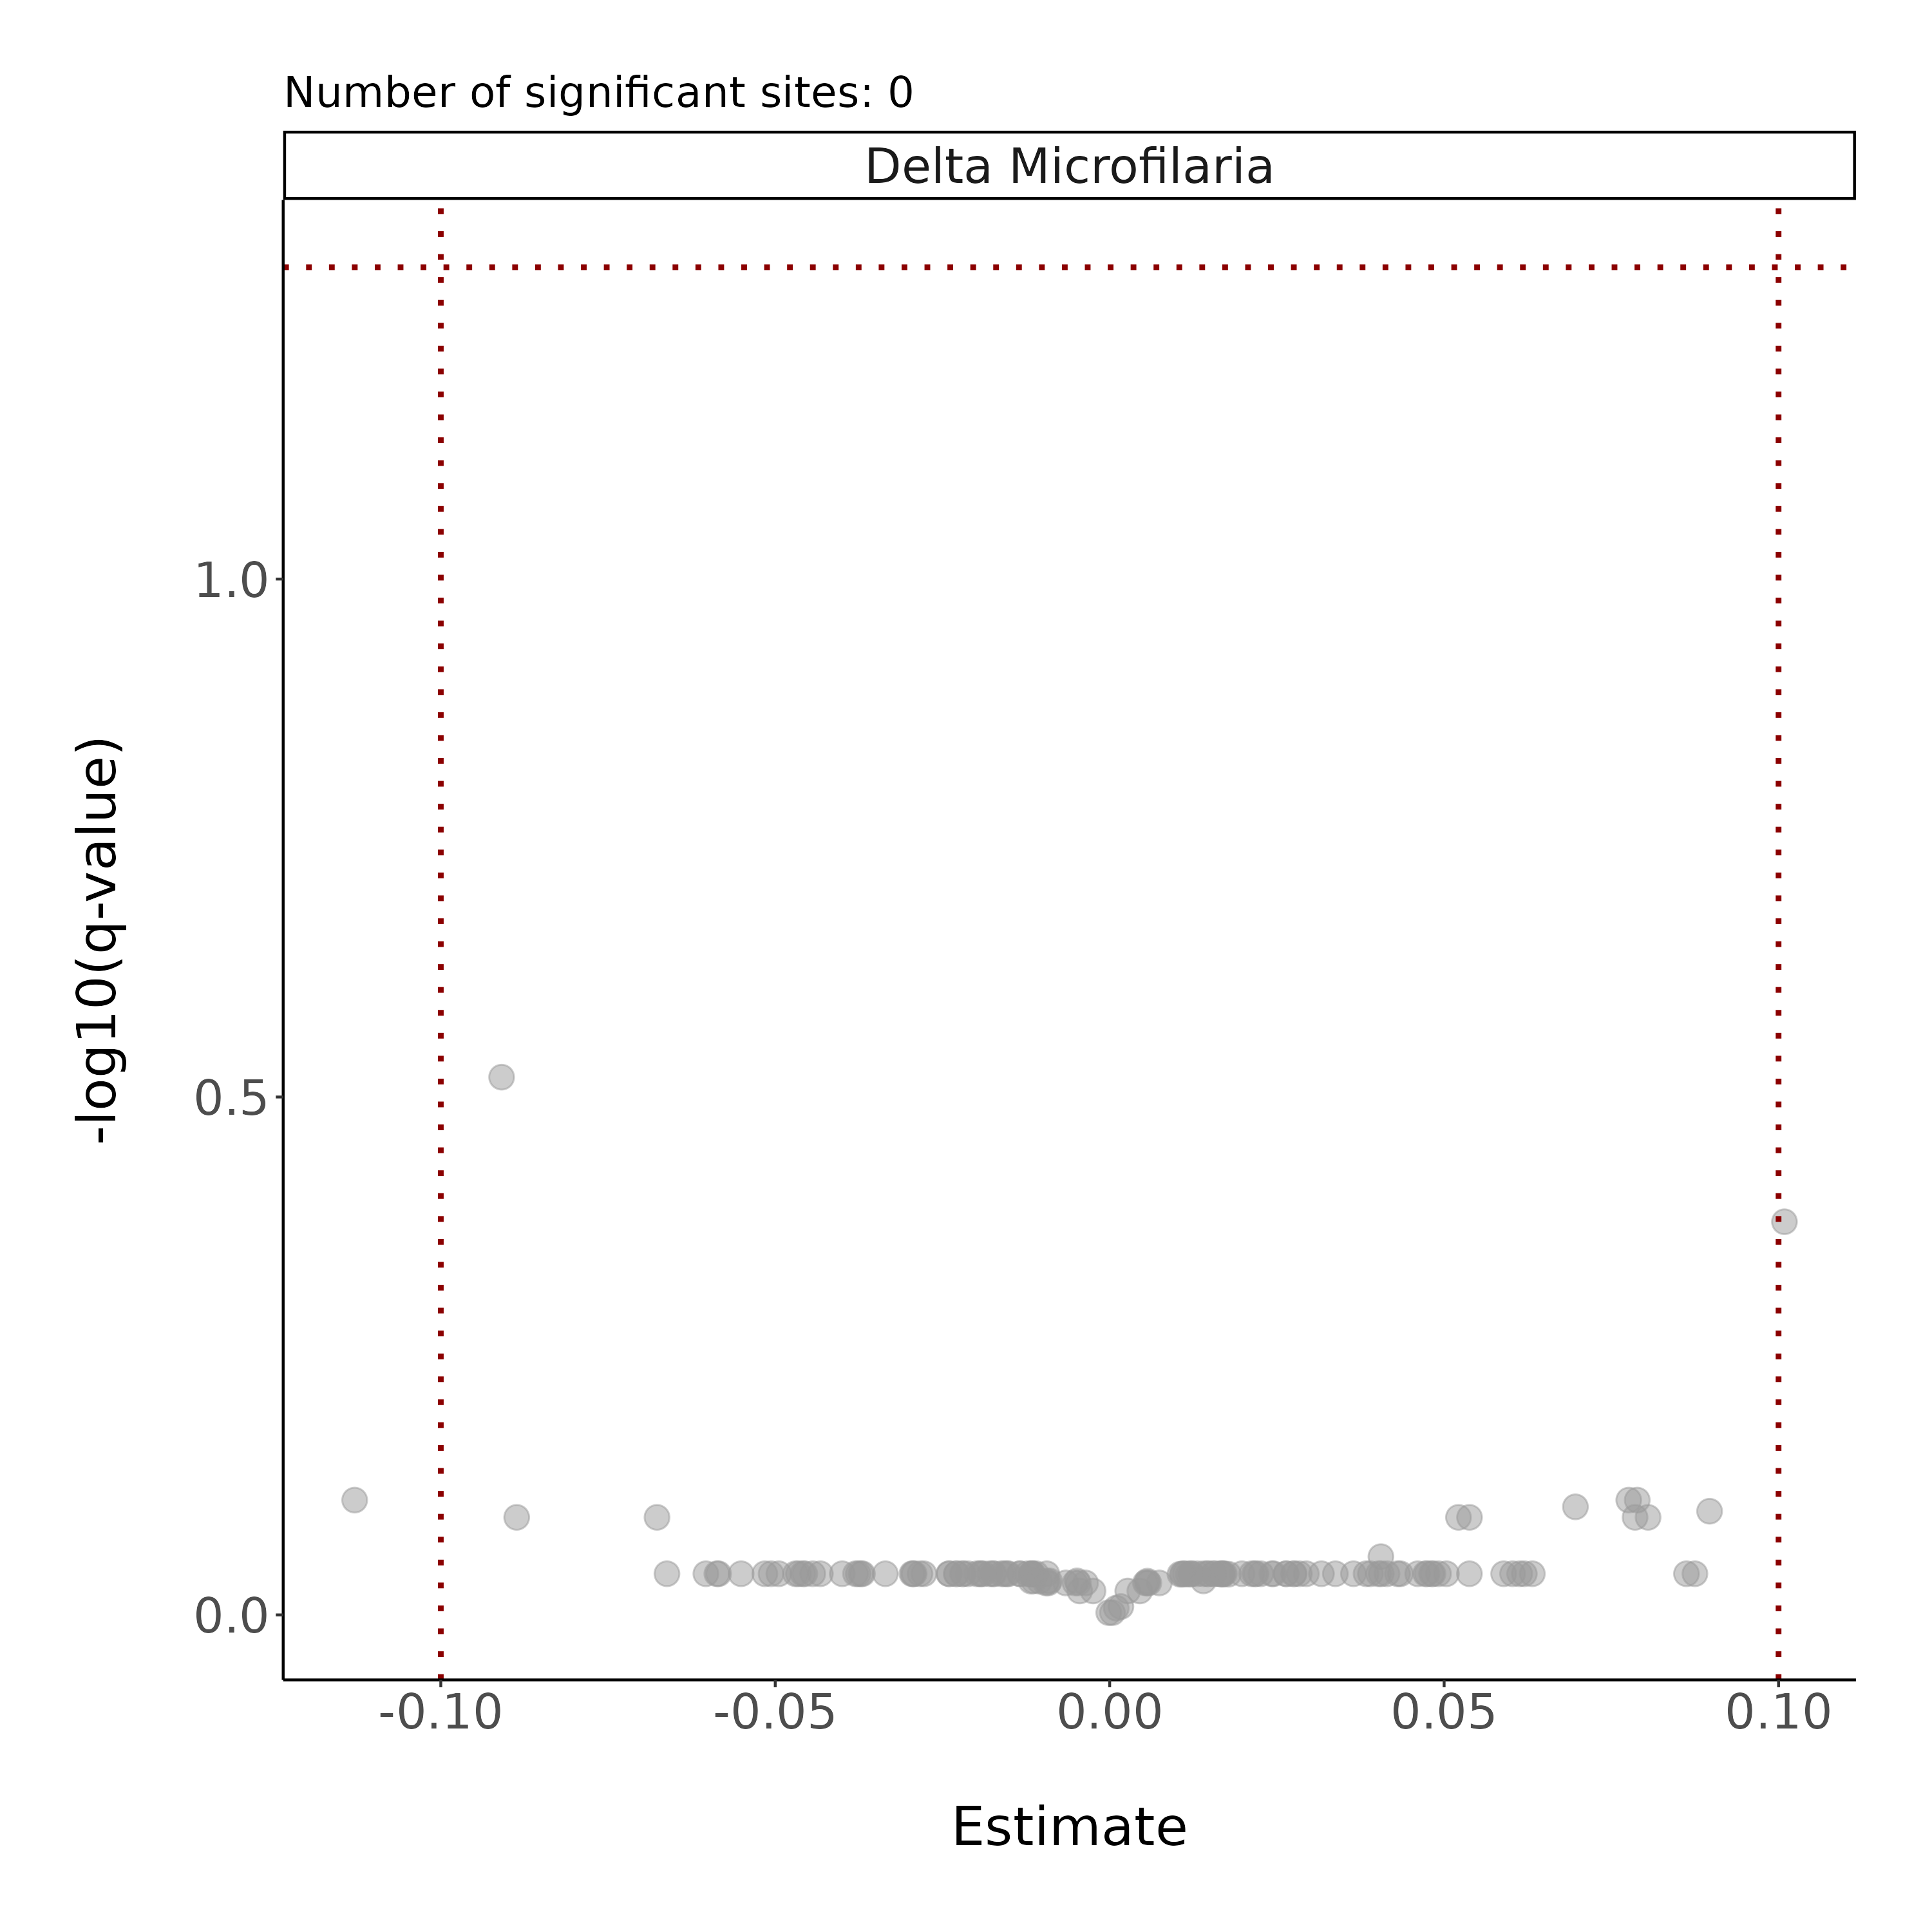 Number of significant sites: 0
Delta Microfilaria
-log10(q-value)
1.0
0.5
0.0
-0.10
-0.05
0.00
0.05
0.10
Estimate